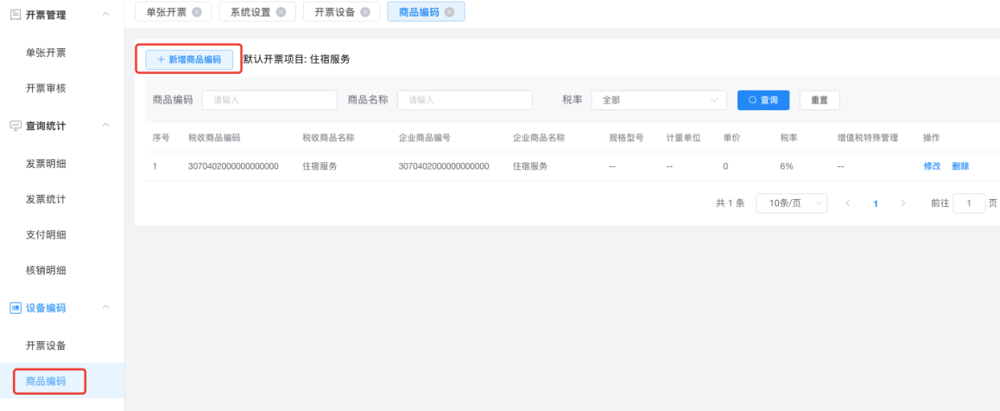 开票管理
单张开票
开票审核
查询统计
发票明细
发票统计
支付明细
核销明细
设备编码
开票设备
商品编码
单张开票 系统设置 开票设备 商品编码
+ 新增商品编码 默认开票项目: 住宿服务
商品编码 请输入 商品名称 请输入 税率 全部 查询 重置
序号 税收商品编码 税收商品名称 企业商品编号 企业商品名称 规格型号 计量单位 单价 税率 增值税特殊管理 操作
1 3070402000000000000 住宿服务 3070402000000000000 住宿服务 -- -- 0 6% -- 修改 删除
共 1 条 10条/页 < 1 > 前往 1 页